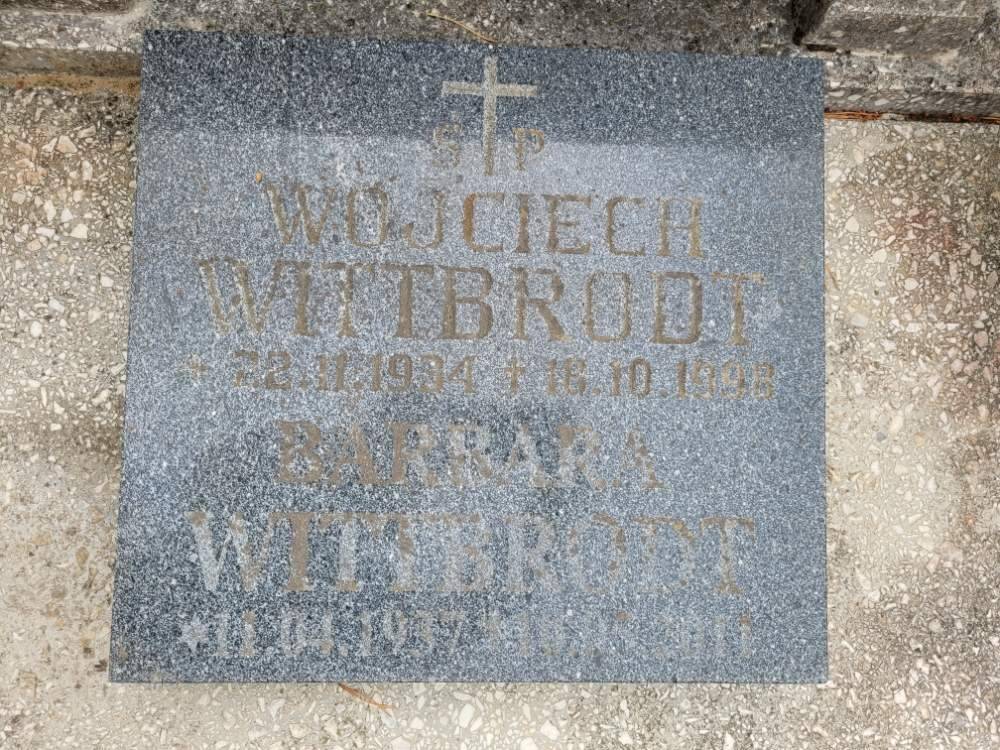 Ś P
WOJCIECH
WITTBRODT
22.11.1934 † 18.10.1998
BARBARA
WITTBRODT
* 11.04.1937